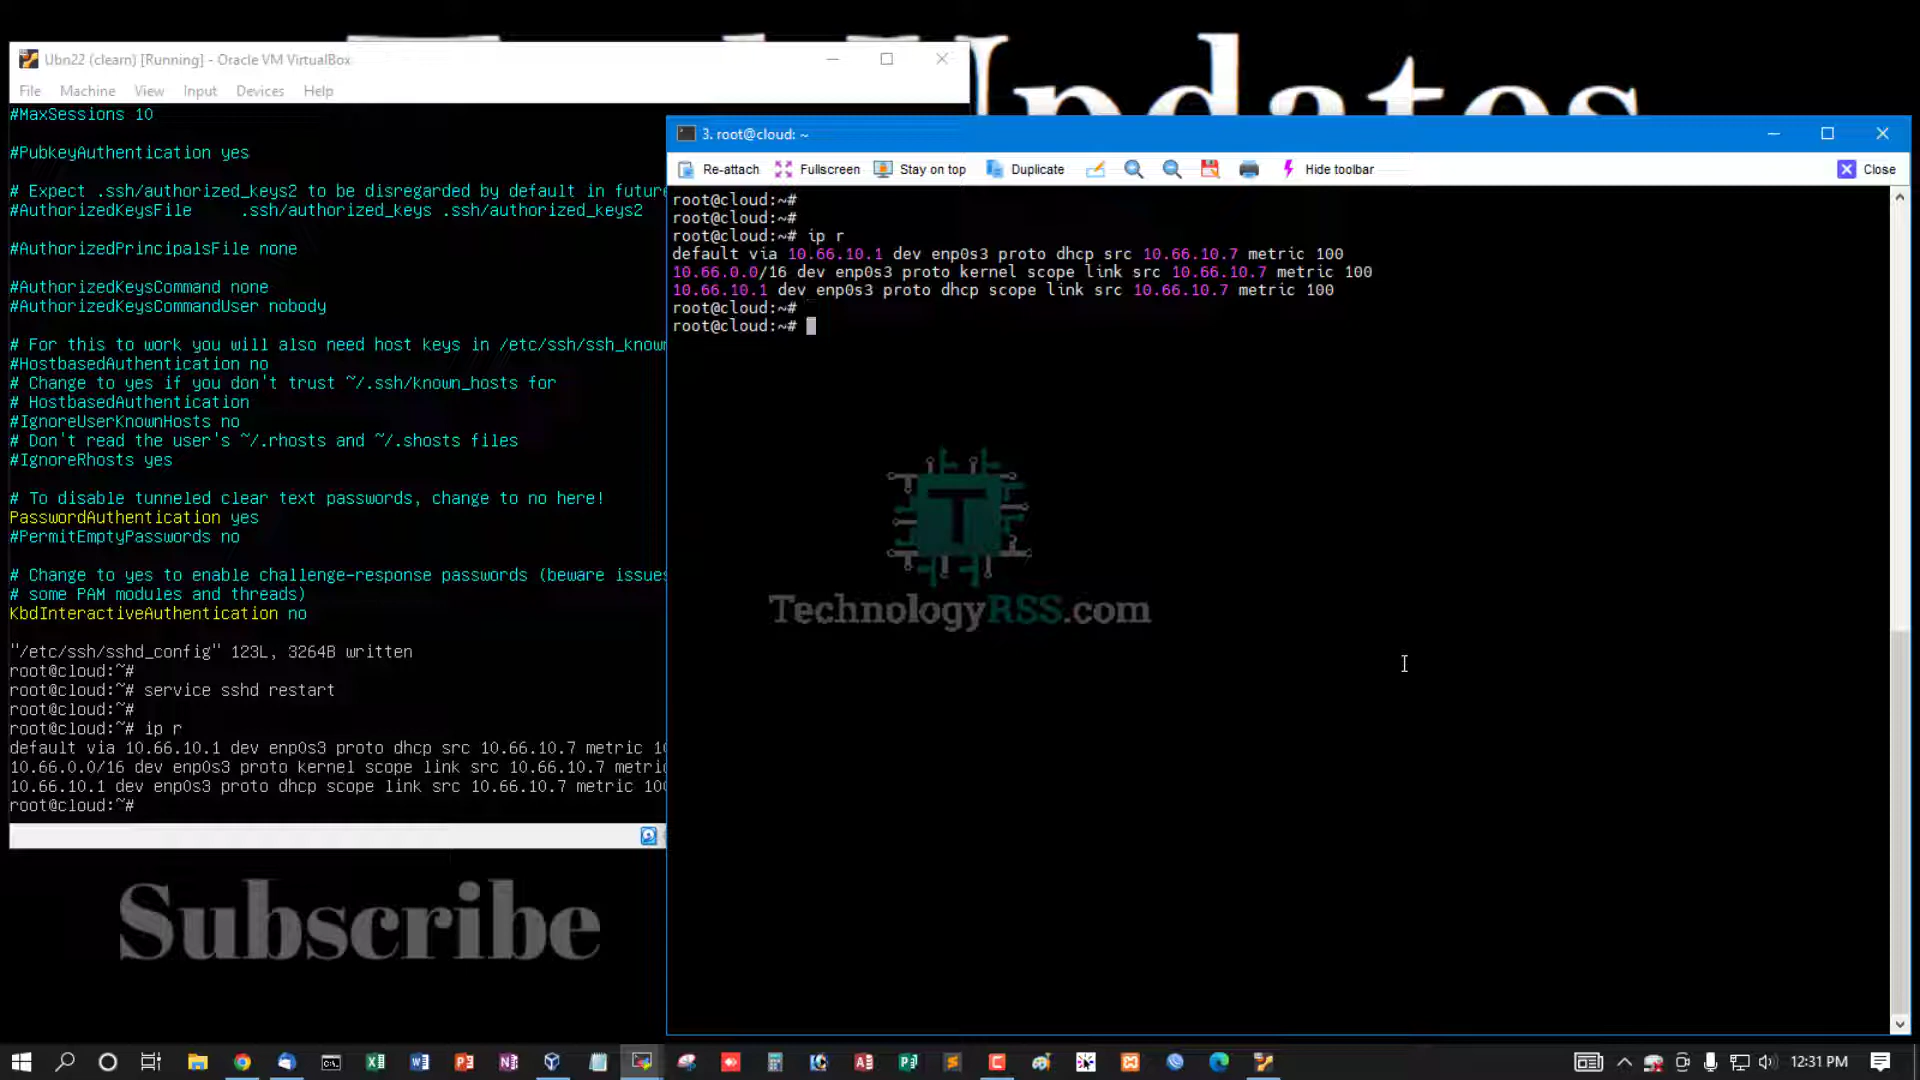 Updates
Ubn22 (clearn) [Running] - Oracle VM VirtualBox
File Machine View Input Devices Help
#MaxSessions 10
#PubkeyAuthentication yes
# Expect .ssh/authorized_keys2 to be disregarded by default in future
#AuthorizedKeysFile .ssh/authorized_keys .ssh/authorized_keys2
#AuthorizedPrincipalsFile none
#AuthorizedKeysCommand none
#AuthorizedKeysCommandUser nobody
# For this to work you will also need host keys in /etc/ssh/ssh_known
#HostbasedAuthentication no
# Change to yes if you don't trust ~/.ssh/known_hosts for
# HostbasedAuthentication
#IgnoreUserKnownHosts no
# Don't read the user's ~/.rhosts and ~/.shosts files
#IgnoreRhosts yes
# To disable tunneled clear text passwords, change to no here!
PasswordAuthentication yes
#PermitEmptyPasswords no
# Change to yes to enable challenge-response passwords (beware issues
# some PAM modules and threads)
KbdInteractiveAuthentication no
"/etc/ssh/sshd_config" 123L, 3264B written
root@cloud:~#
root@cloud:~# service sshd restart
root@cloud:~#
root@cloud:~# ip r
default via 10.66.10.1 dev enp0s3 proto dhcp src 10.66.10.7 metric 10
10.66.0.0/16 dev enp0s3 proto kernel scope link src 10.66.10.7 metric
10.66.10.1 dev enp0s3 proto dhcp scope link src 10.66.10.7 metric 100
root@cloud:~#
3. root@cloud: ~
Re-attach Fullscreen Stay on top Duplicate Hide toolbar Close
root@cloud:~#
root@cloud:~#
root@cloud:~# ip r
default via 10.66.10.1 dev enp0s3 proto dhcp src 10.66.10.7 metric 100
10.66.0.0/16 dev enp0s3 proto kernel scope link src 10.66.10.7 metric 100
10.66.10.1 dev enp0s3 proto dhcp scope link src 10.66.10.7 metric 100
root@cloud:~#
root@cloud:~#
T
TechnologyRSS.com
Subscribe
12:31 PM